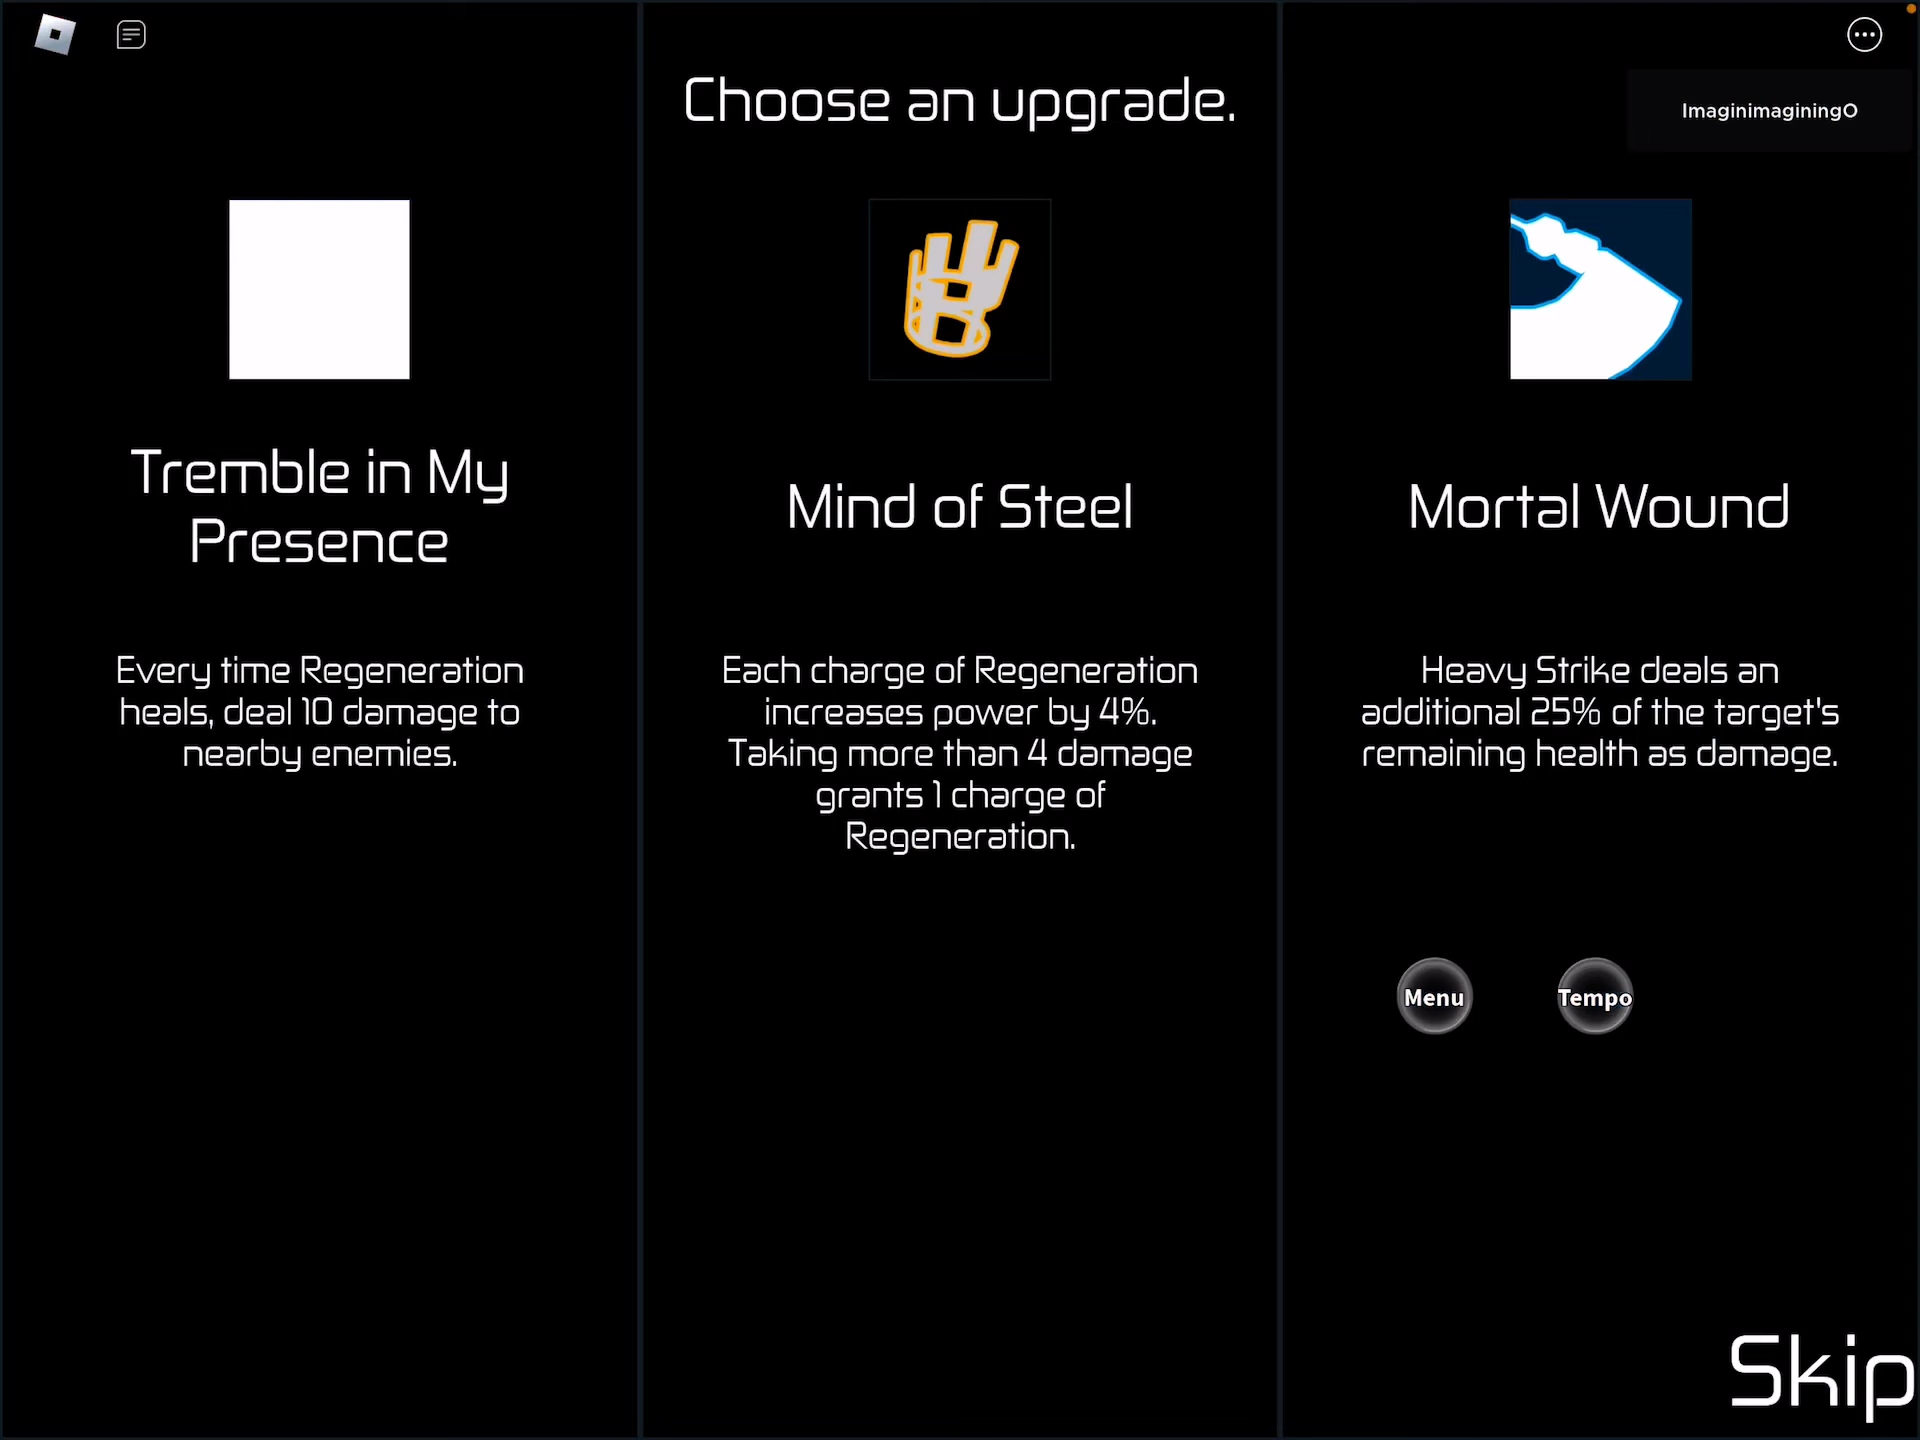 Choose an upgrade.
ImaginimaginingO
Tremble in My
Presence
Every time Regeneration
heals, deal 10 damage to
nearby enemies.
Mind of Steel
Each charge of Regeneration
increases power by 4%.
Taking more than 4 damage
grants 1 charge of
Regeneration.
Mortal Wound
Heavy Strike deals an
additional 25% of the target's
remaining health as damage.
Menu
Tempo
Skip